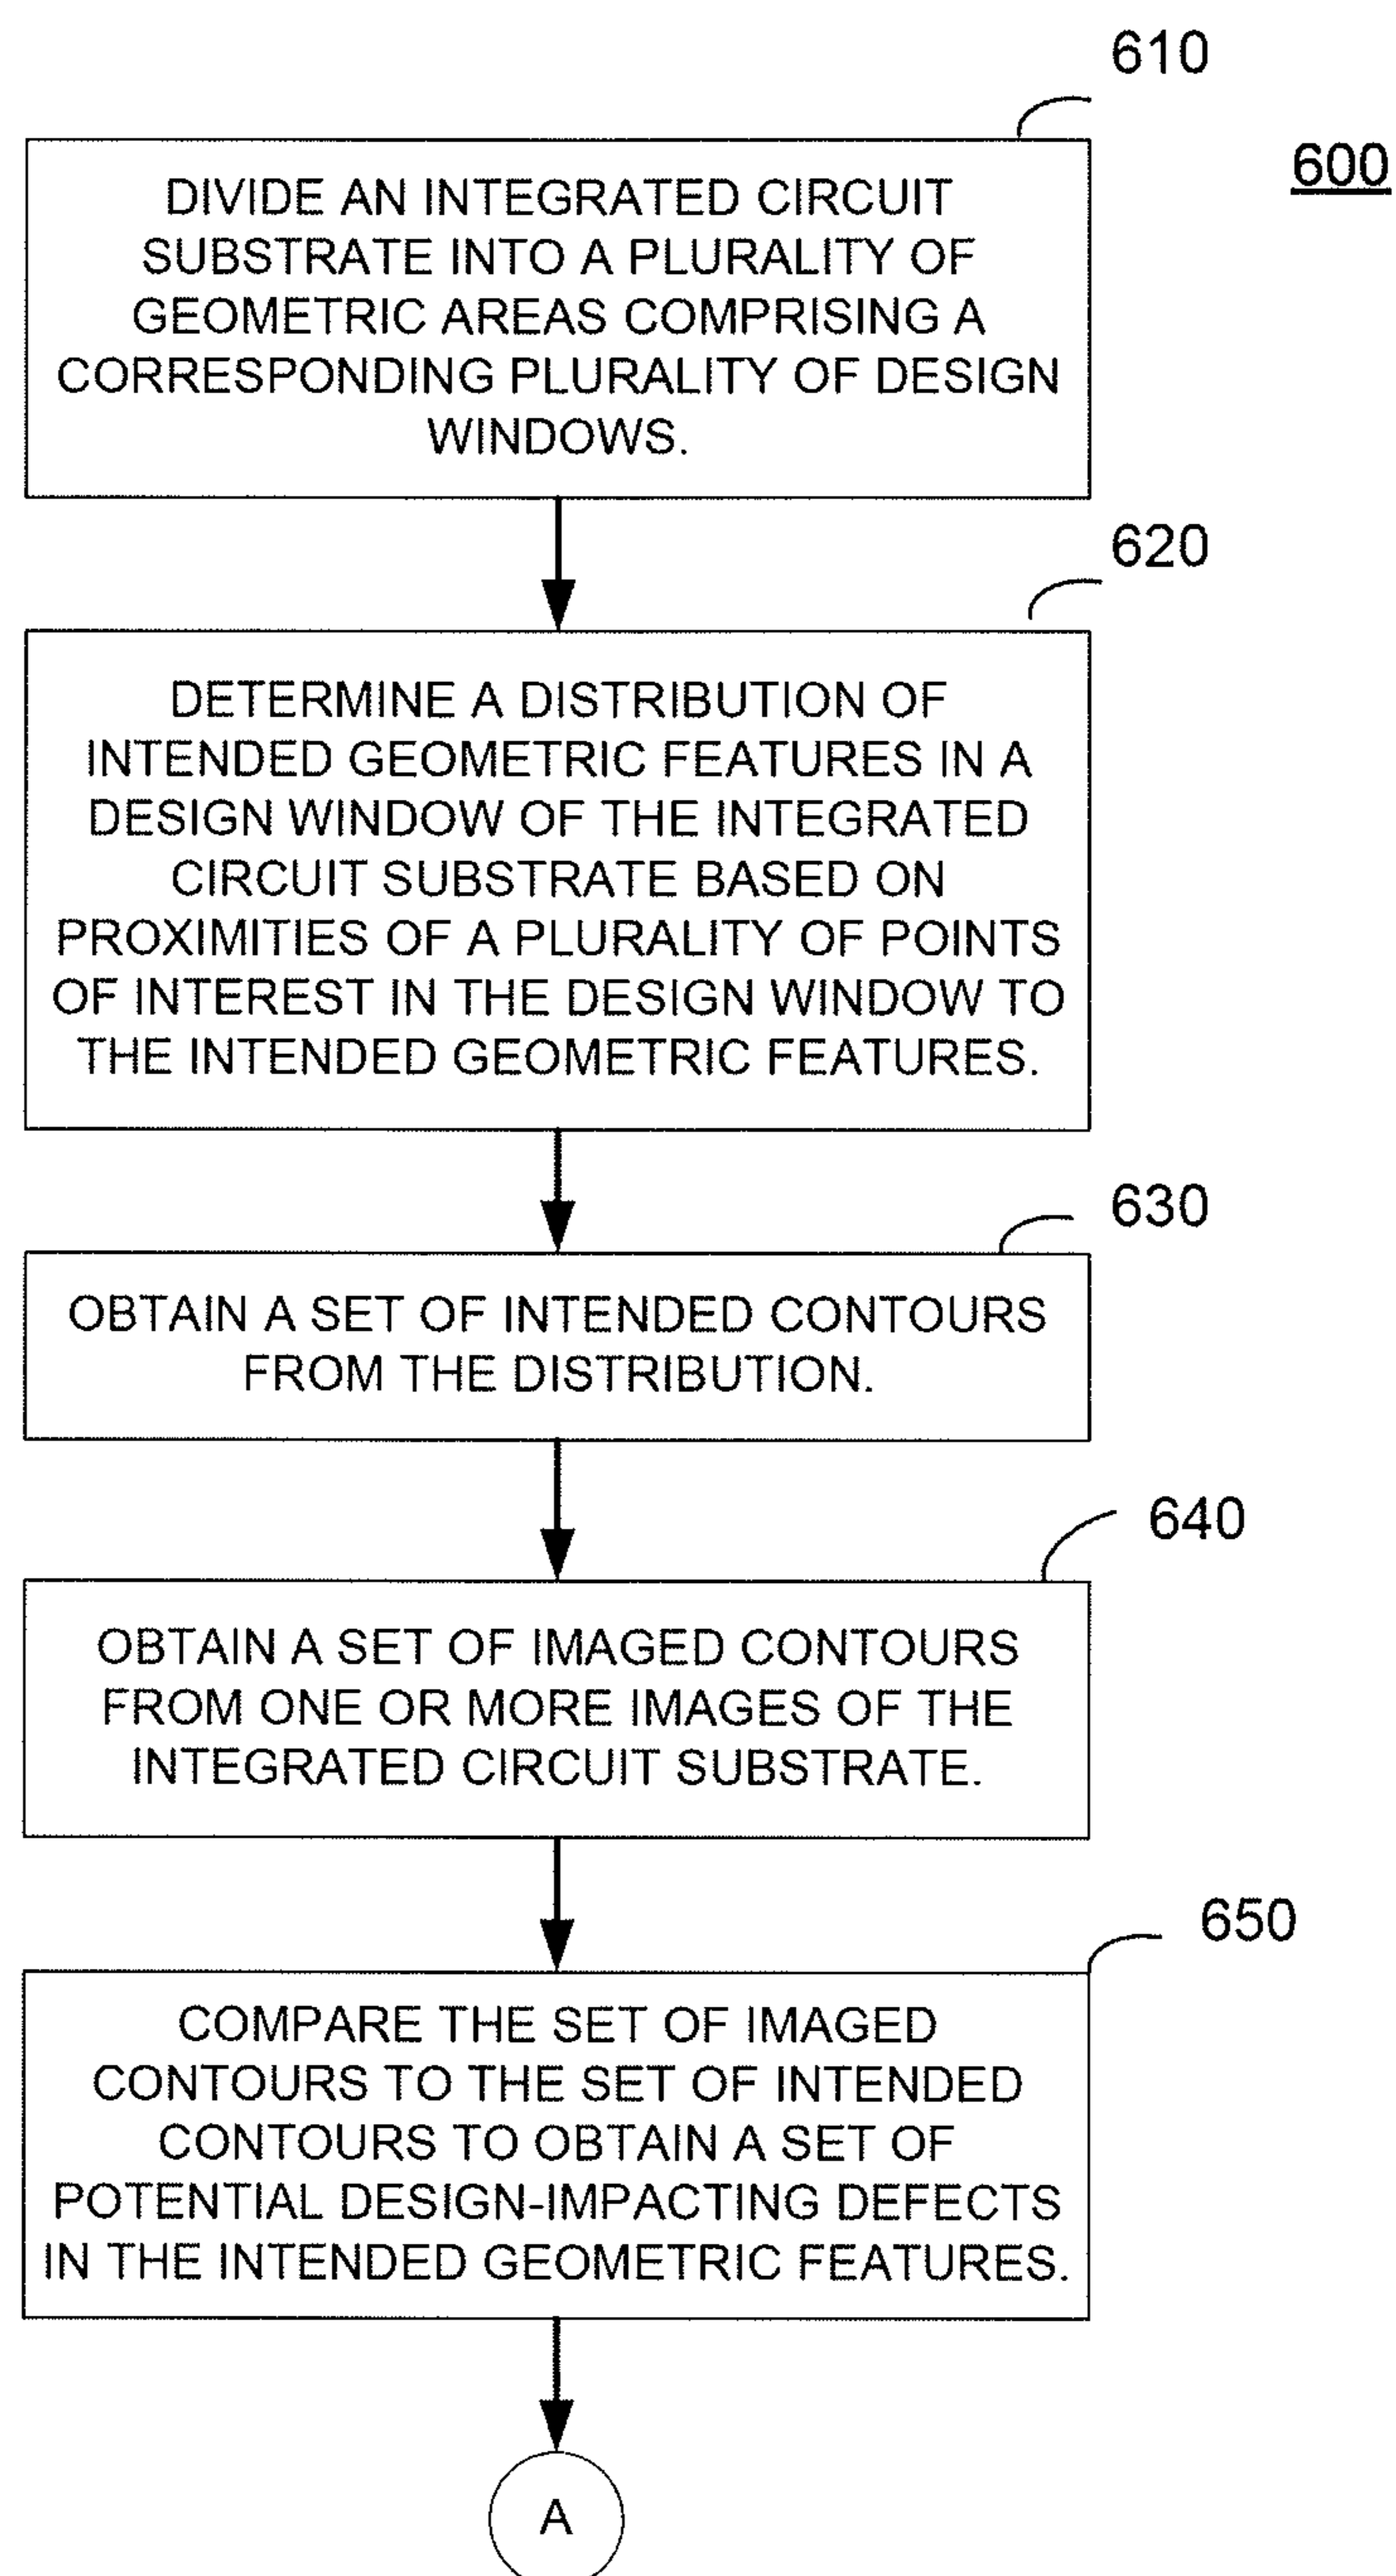 610
600
DIVIDE AN INTEGRATED CIRCUIT
SUBSTRATE INTO A PLURALITY OF
GEOMETRIC AREAS COMPRISING A
CORRESPONDING PLURALITY OF DESIGN
WINDOWS.
620
DETERMINE A DISTRIBUTION OF
INTENDED GEOMETRIC FEATURES IN A
DESIGN WINDOW OF THE INTEGRATED
CIRCUIT SUBSTRATE BASED ON
PROXIMITIES OF A PLURALITY OF POINTS
OF INTEREST IN THE DESIGN WINDOW TO
THE INTENDED GEOMETRIC FEATURES.
630
OBTAIN A SET OF INTENDED CONTOURS
FROM THE DISTRIBUTION.
640
OBTAIN A SET OF IMAGED CONTOURS
FROM ONE OR MORE IMAGES OF THE
INTEGRATED CIRCUIT SUBSTRATE.
650
COMPARE THE SET OF IMAGED
CONTOURS TO THE SET OF INTENDED
CONTOURS TO OBTAIN A SET OF
POTENTIAL DESIGN-IMPACTING DEFECTS
IN THE INTENDED GEOMETRIC FEATURES.
A